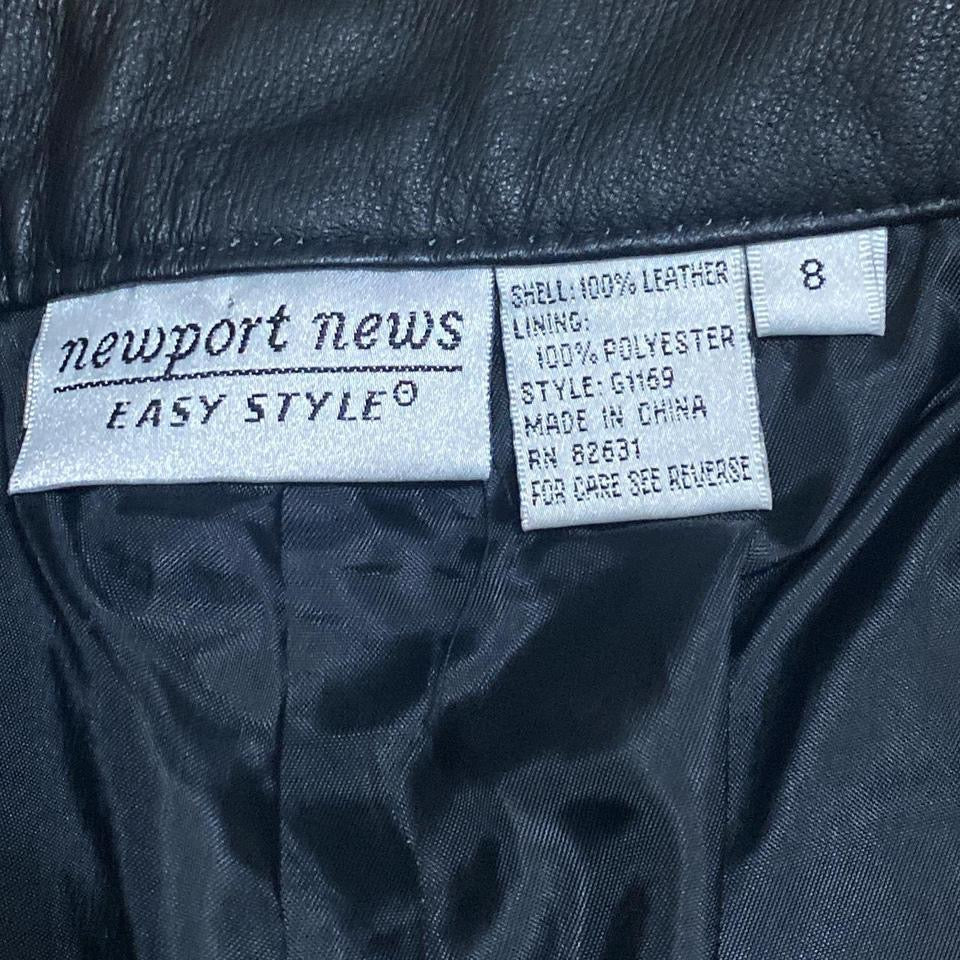 newport news
EASY STYLE®
SHELL: 100% LEATHER
LINING:
100% POLYESTER
STYLE: G1169
MADE IN CHINA
RN 82631
FOR CARE SEE REVERSE
8